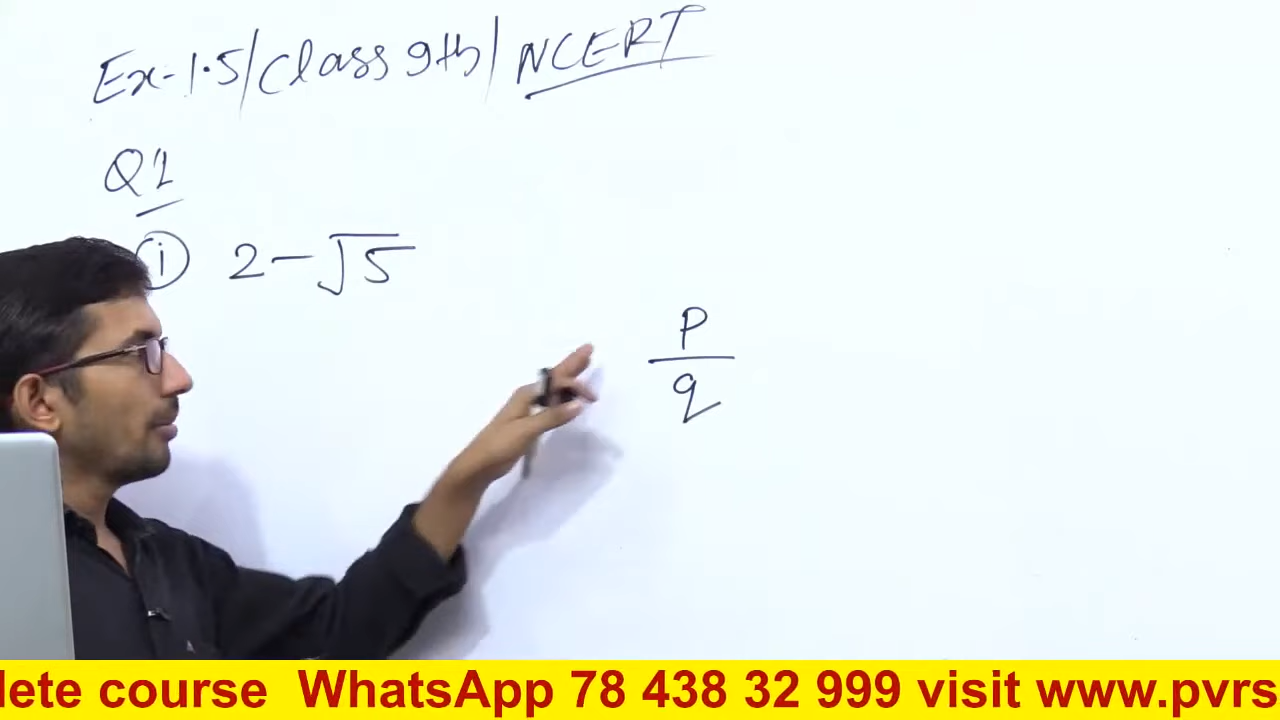 Ex-1.5/Class 9th/NCERT
Q1
i 2-√5
p
q
lete course WhatsApp 78 438 32 999 visit www.pvrs